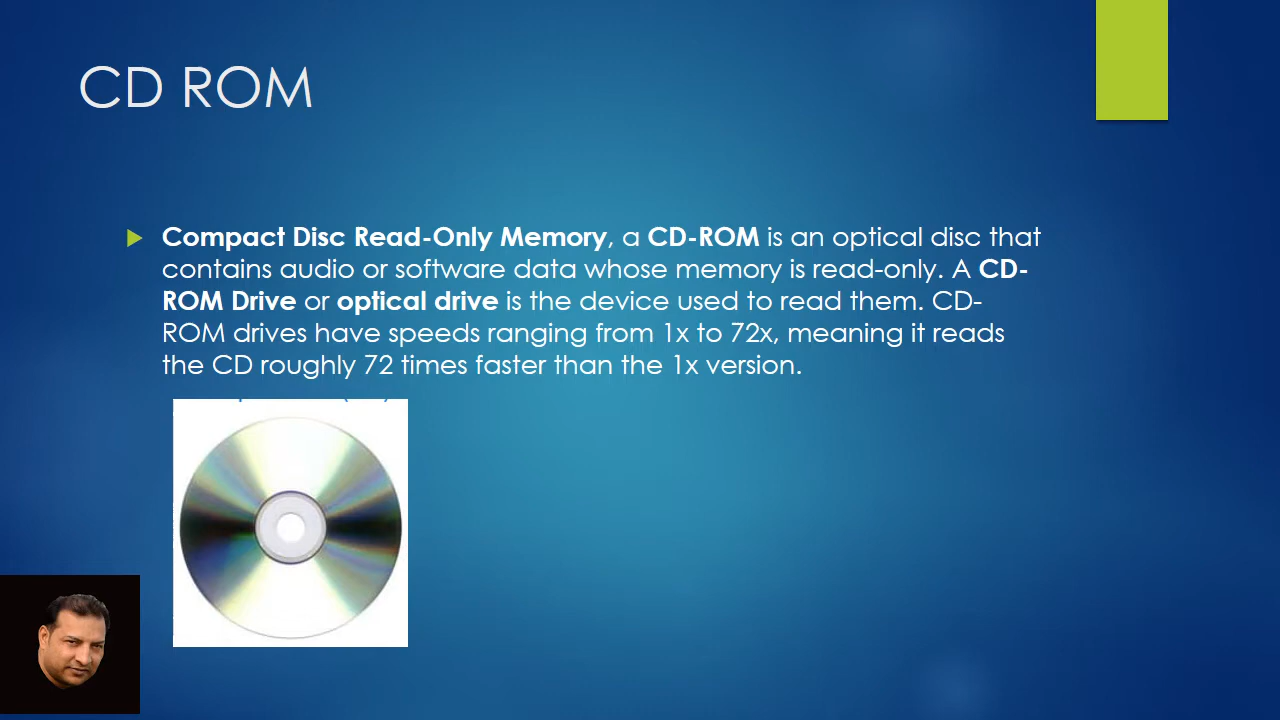 CD ROM
Compact Disc Read-Only Memory, a CD-ROM is an optical disc that
contains audio or software data whose memory is read-only. A CD-
ROM Drive or optical drive is the device used to read them. CD-
ROM drives have speeds ranging from 1x to 72x, meaning it reads
the CD roughly 72 times faster than the 1x version.